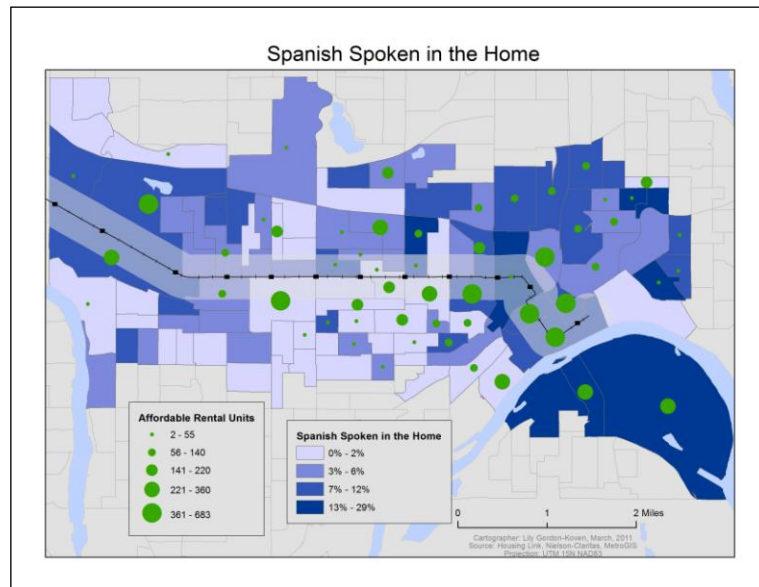 Spanish Spoken in the Home
Affordable Rental Units
2 - 55
56 - 140
141 - 220
221 - 360
361 - 683
Spanish Spoken in the Home
0% - 2%
3% - 6%
7% - 12%
13% - 29%
0 1 2 Miles
Cartographer: Lily Gordon-Koven, March, 2011
Source: Housing Link, Nielson-Claritas, MetroGIS
Projection: UTM 15N NAD83